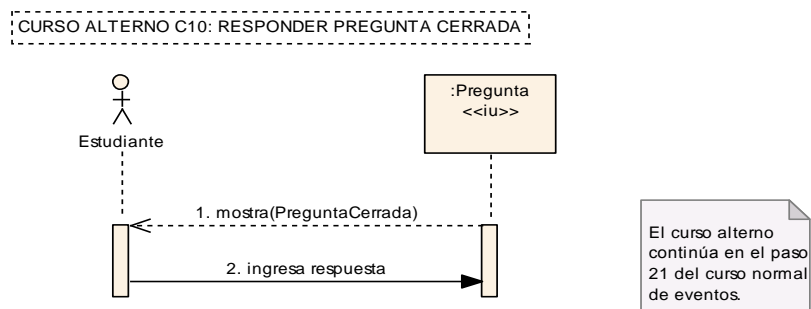 CURSO ALTERNO C10: RESPONDER PREGUNTA CERRADA
:Pregunta
<<iu>>
Estudiante
1. mostra(PreguntaCerrada)
2. ingresa respuesta
El curso alterno
continúa en el paso
21 del curso normal
de eventos.